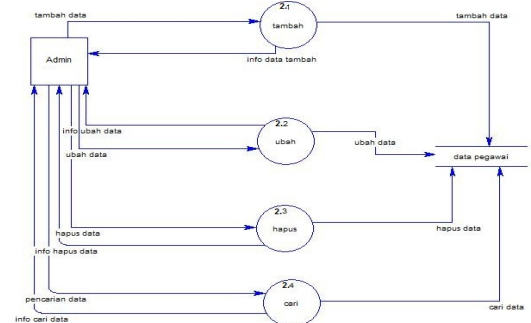 tambah data
2.1
tambah
tambah data
Admin
info data tambah
info ubah data
2.2
ubah
ubah data
ubah data
data pegawai
2.3
hapus
hapus data
hapus data
info hapus data
2.4
cari
pencarian data
cari data
info cari data